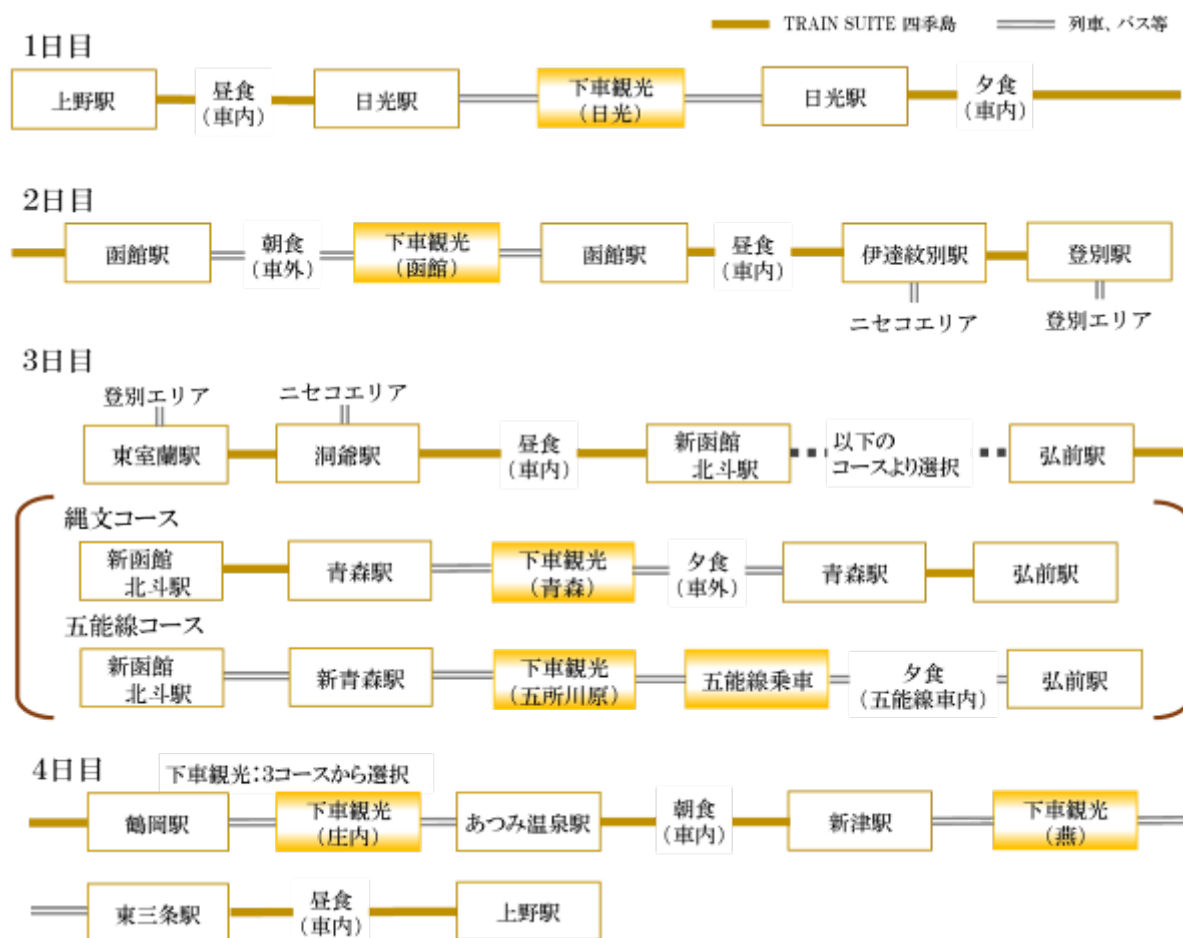 TRAIN SUITE 四季島
列車、バス等
1日目
上野駅
昼食
(車内)
日光駅
下車観光
(日光)
日光駅
夕食
(車内)
2日目
函館駅
朝食
(車外)
下車観光
(函館)
函館駅
昼食
(車内)
伊達紋別駅
登別駅
ニセコエリア
登別エリア
3日目
登別エリア
ニセコエリア
東室蘭駅
洞爺駅
昼食
(車内)
新函館
北斗駅
以下の
コースより選択
弘前駅
縄文コース
新函館
北斗駅
青森駅
下車観光
(青森)
夕食
(車外)
青森駅
弘前駅
五能線コース
新函館
北斗駅
新青森駅
下車観光
(五所川原)
五能線乗車
夕食
(五能線車内)
弘前駅
4日目
下車観光:3コースから選択
鶴岡駅
下車観光
(庄内)
あつみ温泉駅
朝食
(車内)
新津駅
下車観光
(燕)
東三条駅
昼食
(車内)
上野駅